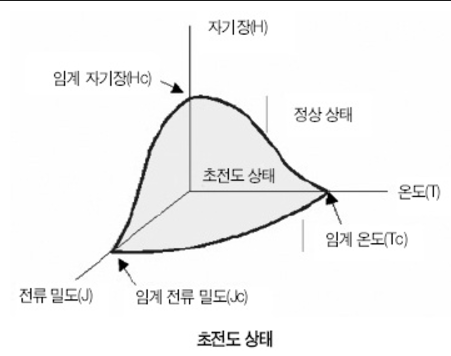 자기장(H)
임계 자기장(Hc)
정상 상태
초전도 상태
온도(T)
임계 온도(Tc)
전류 밀도(J)
임계 전류 밀도(Jc)
초전도 상태